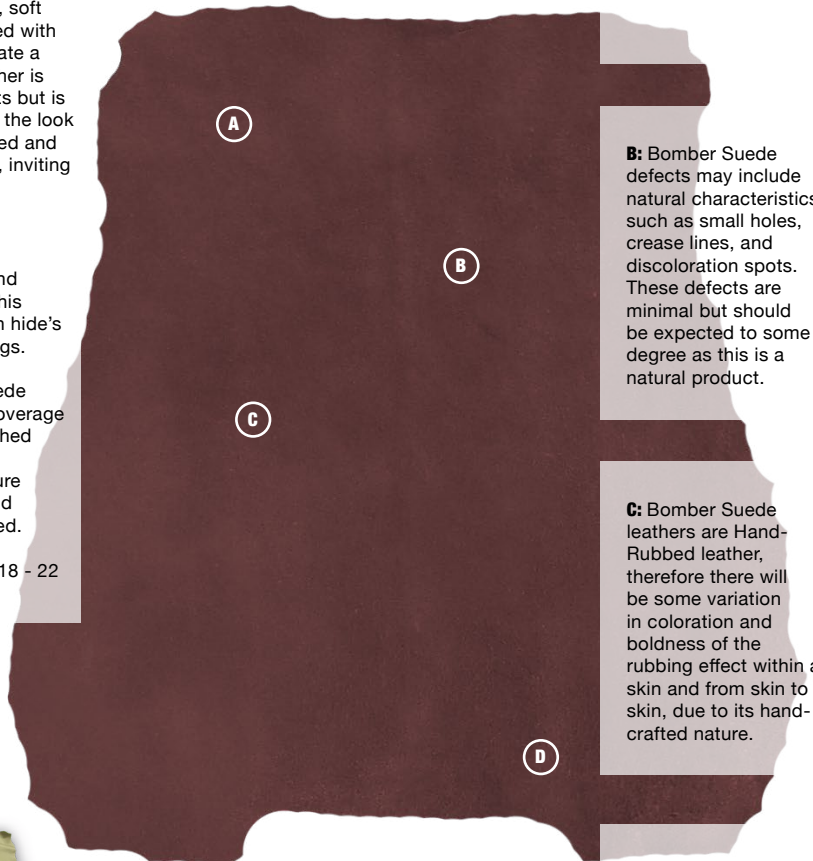 , soft
ed with
ate a
her is
ts but is
the look
ed and
, inviting
nd
his
n hide's
gs.
ede
overage
hed
ure
d
ed.
18 - 22
A
B
C
D
B: Bomber Suede
defects may include
natural characteristics
such as small holes,
crease lines, and
discoloration spots.
These defects are
minimal but should
be expected to some
degree as this is a
natural product.
C: Bomber Suede
leathers are Hand-
Rubbed leather,
therefore there will
be some variation
in coloration and
boldness of the
rubbing effect within a
skin and from skin to
skin, due to its hand-
crafted nature.